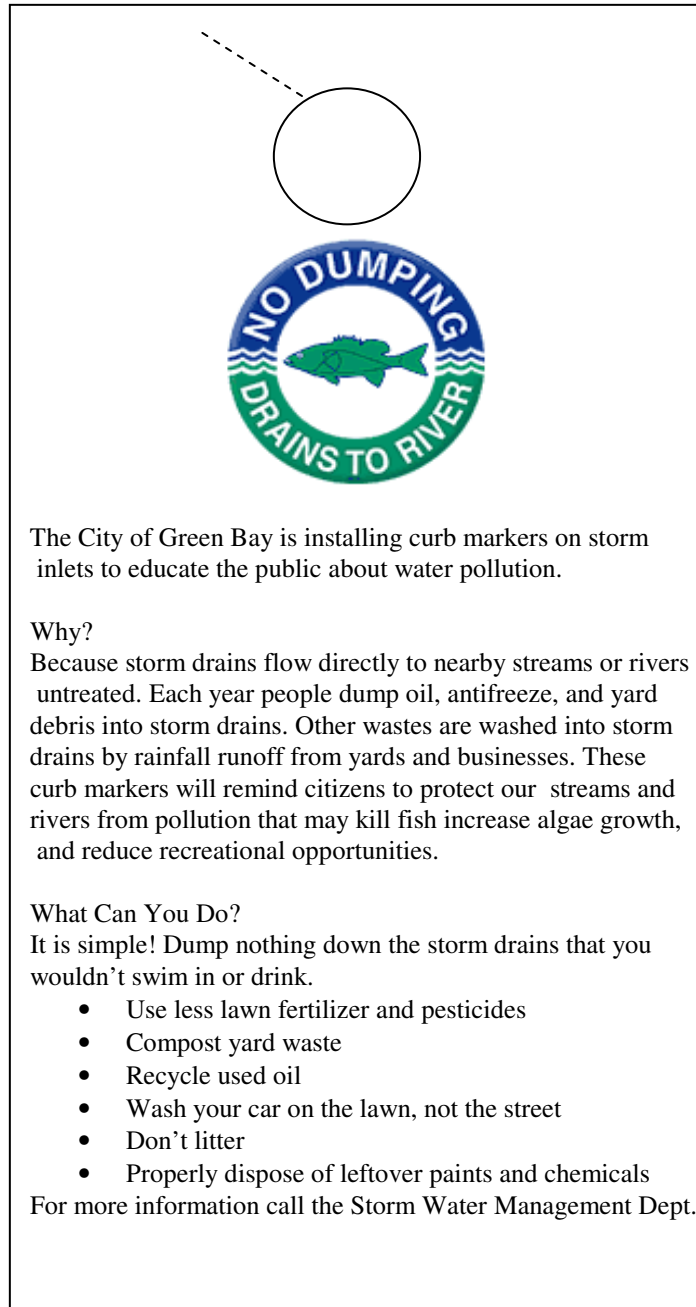 NO DUMPING
DRAINS TO RIVER
The City of Green Bay is installing curb markers on storm
inlets to educate the public about water pollution.
Why?
Because storm drains flow directly to nearby streams or rivers
untreated. Each year people dump oil, antifreeze, and yard
debris into storm drains. Other wastes are washed into storm
drains by rainfall runoff from yards and businesses. These
curb markers will remind citizens to protect our  streams and
rivers from pollution that may kill fish increase algae growth,
and reduce recreational opportunities.
What Can You Do?
It is simple! Dump nothing down the storm drains that you
wouldn’t swim in or drink.
• Use less lawn fertilizer and pesticides
• Compost yard waste
• Recycle used oil
• Wash your car on the lawn, not the street
• Don’t litter
• Properly dispose of leftover paints and chemicals
For more information call the Storm Water Management Dept.